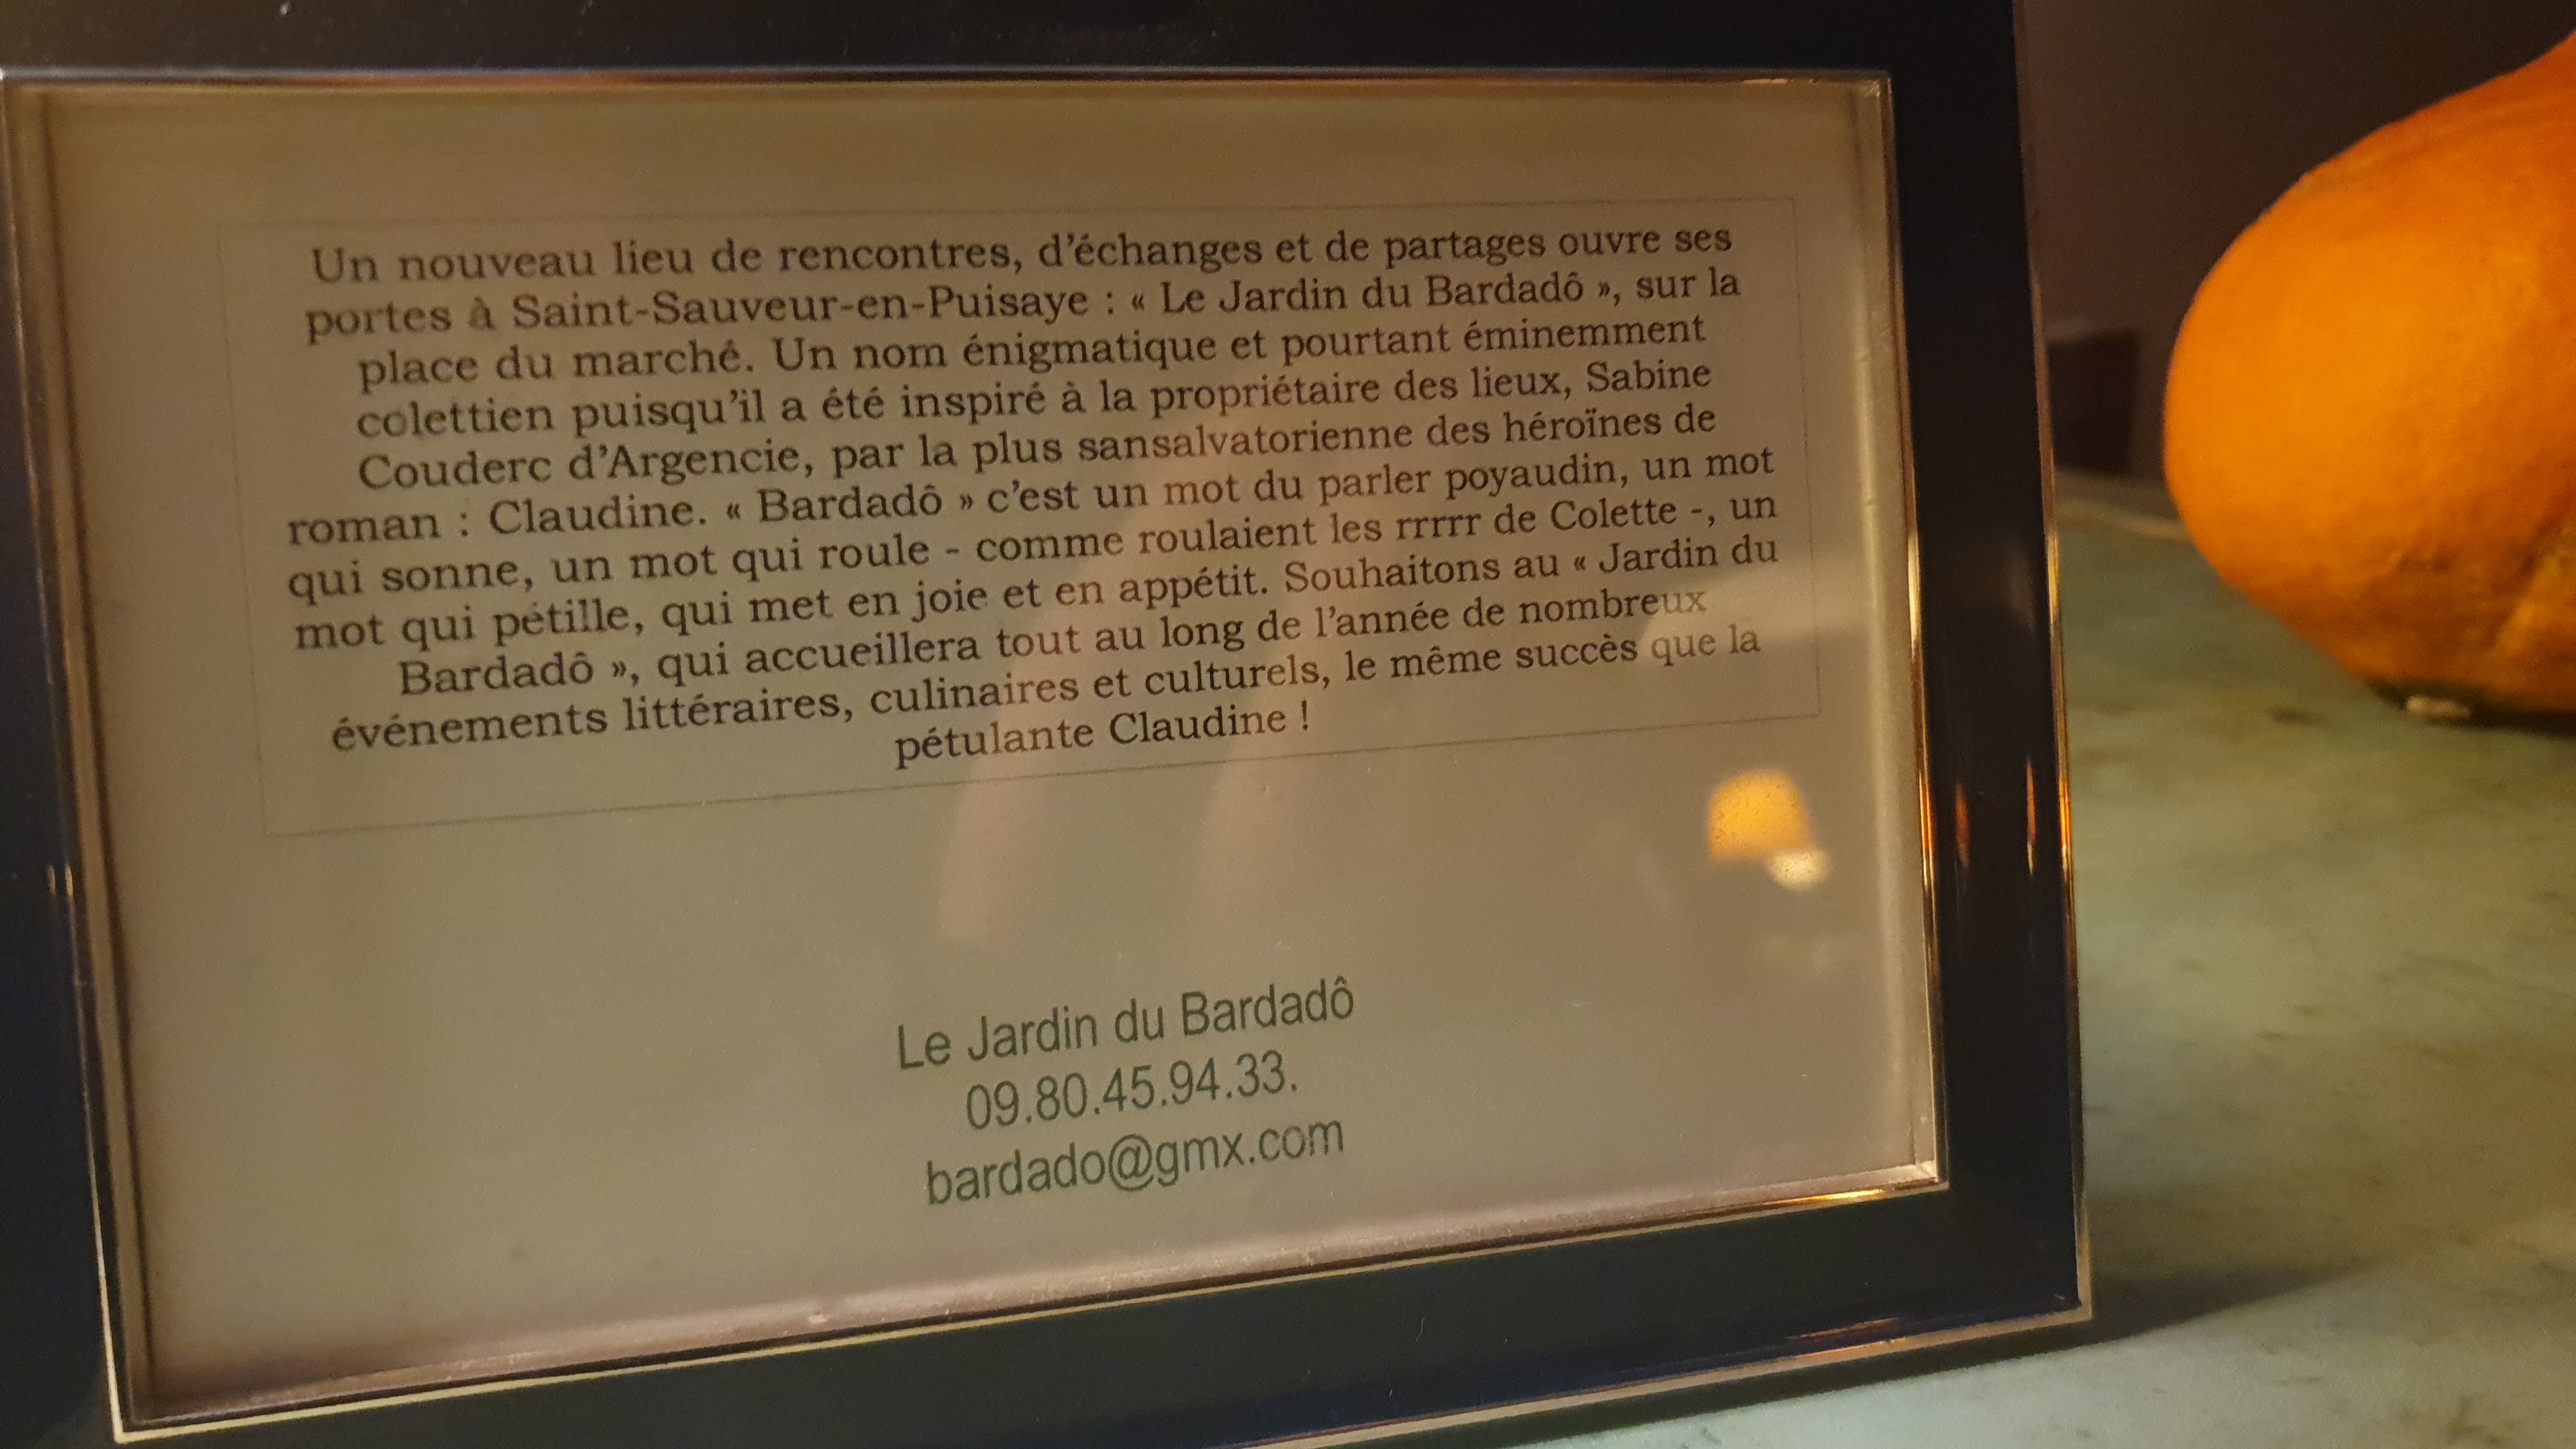 Un nouveau lieu de rencontres, d'échanges et de partages ouvre ses
portes à Saint-Sauveur-en-Puisaye : « Le Jardin du Bardadô », sur la
place du marché. Un nom énigmatique et pourtant éminemment
colettien puisqu'il a été inspiré à la propriétaire des lieux, Sabine
Couderc d'Argencie, par la plus sansalvatorienne des héroïnes de
roman : Claudine. « Bardadô » c'est un mot du parler poyaudin, un mot
qui sonne, un mot qui roule - comme roulaient les rrrrr de Colette -, un
mot qui pétille, qui met en joie et en appétit. Souhaitons au « Jardin du
Bardadô », qui accueillera tout au long de l'année de nombreux
événements littéraires, culinaires et culturels, le même succès que la
pétulante Claudine !
Le Jardin du Bardadô
09.80.45.94.33.
bardado@gmx.com